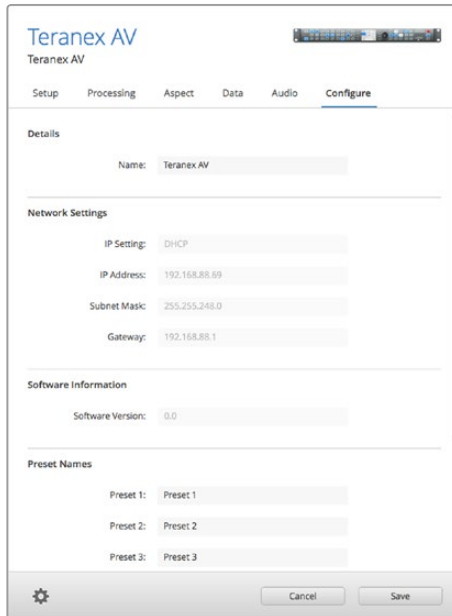 Teranex AV
Teranex AV
Setup Processing Aspect Data Audio Configure
Details
Name: Teranex AV
Network Settings
IP Setting: DHCP
IP Address: 192.168.88.69
Subnet Mask: 255.255.248.0
Gateway: 192.168.88.1
Software Information
Software Version: 0.0
Preset Names
Preset 1: Preset 1
Preset 2: Preset 2
Preset 3: Preset 3
Cancel Save